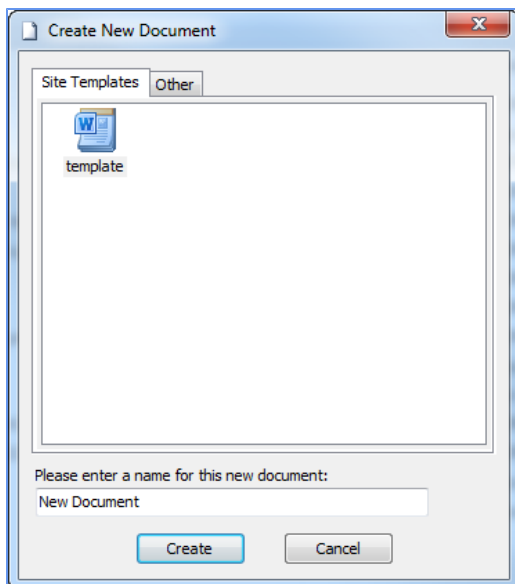 Create New Document
Site Templates Other
W
template
Please enter a name for this new document:
New Document
Create Cancel